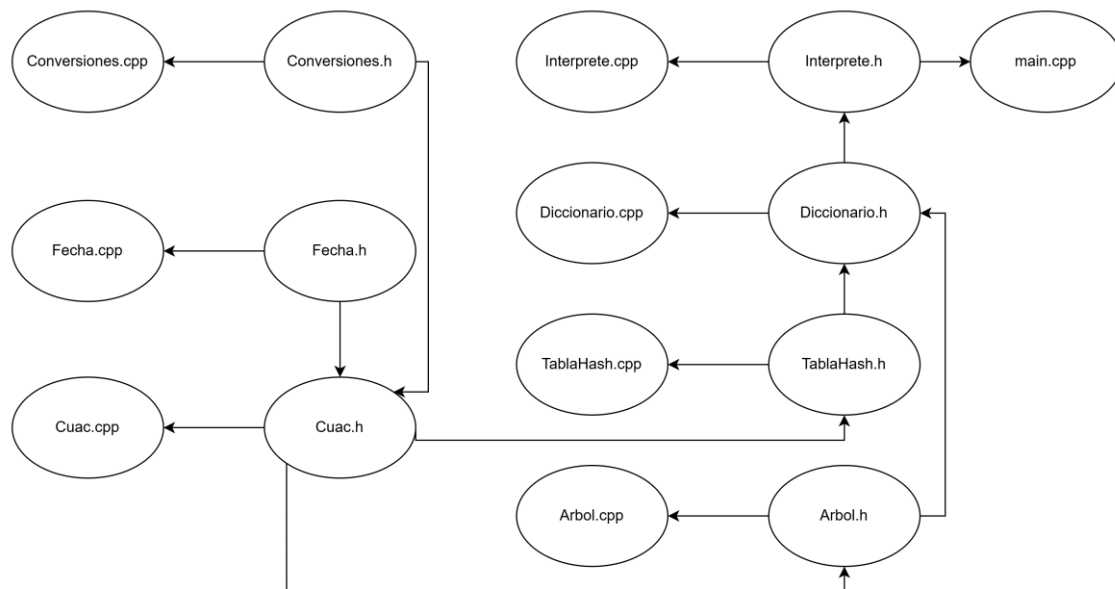 Conversiones.cpp
Conversiones.h
Interprete.cpp
Interprete.h
main.cpp
Diccionario.cpp
Diccionario.h
Fecha.cpp
Fecha.h
TablaHash.cpp
TablaHash.h
Cuac.cpp
Cuac.h
Arbol.cpp
Arbol.h